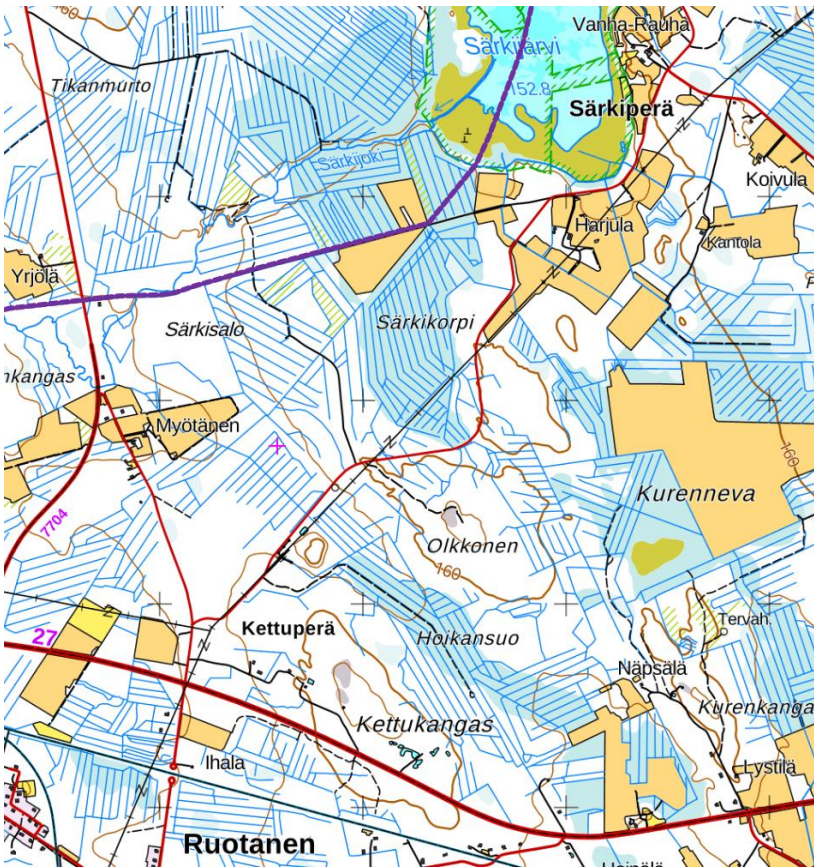 160
Vanha-Rauha
Särkijärvi
Tikanmurto
152.8
Särkiperä
Särkijoki
Koivula
Harjula
Kantola
Yrjölä
Särkisalo
Särkikorpi
nkangas
Myötänen
160
Kurenneva
7704
Olkkonen
160
Tervah.
27
Kettuperä
Hoikansuo
Näpsälä
Kurenkanga
Kettukangas
Ihala
Lystilä
Ruotanen